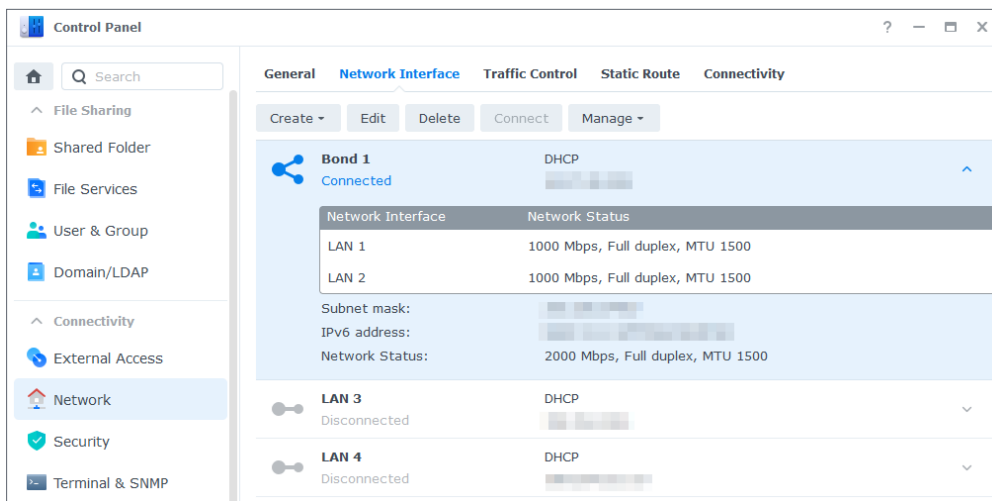 Control Panel
Search
File Sharing
Shared Folder
File Services
User & Group
Domain/LDAP
Connectivity
External Access
Network
Security
Terminal & SNMP
General Network Interface Traffic Control Static Route Connectivity
Create Edit Delete Connect Manage
Bond 1 DHCP
Connected
Network Interface Network Status
LAN 1 1000 Mbps, Full duplex, MTU 1500
LAN 2 1000 Mbps, Full duplex, MTU 1500
Subnet mask:
IPv6 address:
Network Status: 2000 Mbps, Full duplex, MTU 1500
LAN 3 DHCP
Disconnected
LAN 4 DHCP
Disconnected